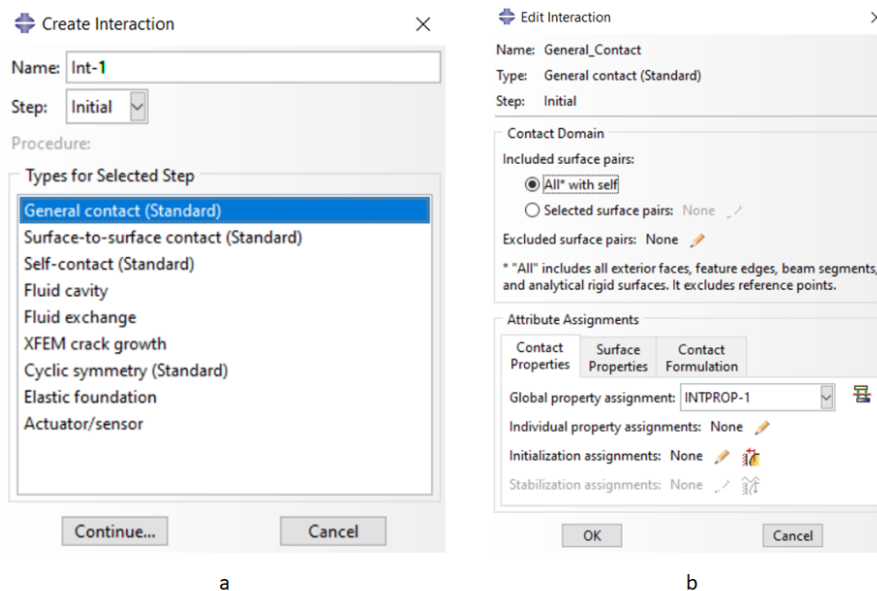 Create Interaction
Name: Int-1
Step: Initial
Procedure:
Types for Selected Step
General contact (Standard)
Surface-to-surface contact (Standard)
Self-contact (Standard)
Fluid cavity
Fluid exchange
XFEM crack growth
Cyclic symmetry (Standard)
Elastic foundation
Actuator/sensor
Continue... Cancel
a
Edit Interaction
Name: General_Contact
Type: General contact (Standard)
Step: Initial
Contact Domain
Included surface pairs:
All* with self
Selected surface pairs: None
Excluded surface pairs: None
* "All" includes all exterior faces, feature edges, beam segments,
and analytical rigid surfaces. It excludes reference points.
Attribute Assignments
Contact Properties
Surface Properties
Contact Formulation
Global property assignment: INTPROP-1
Individual property assignments: None
Initialization assignments: None
Stabilization assignments: None
OK Cancel
b